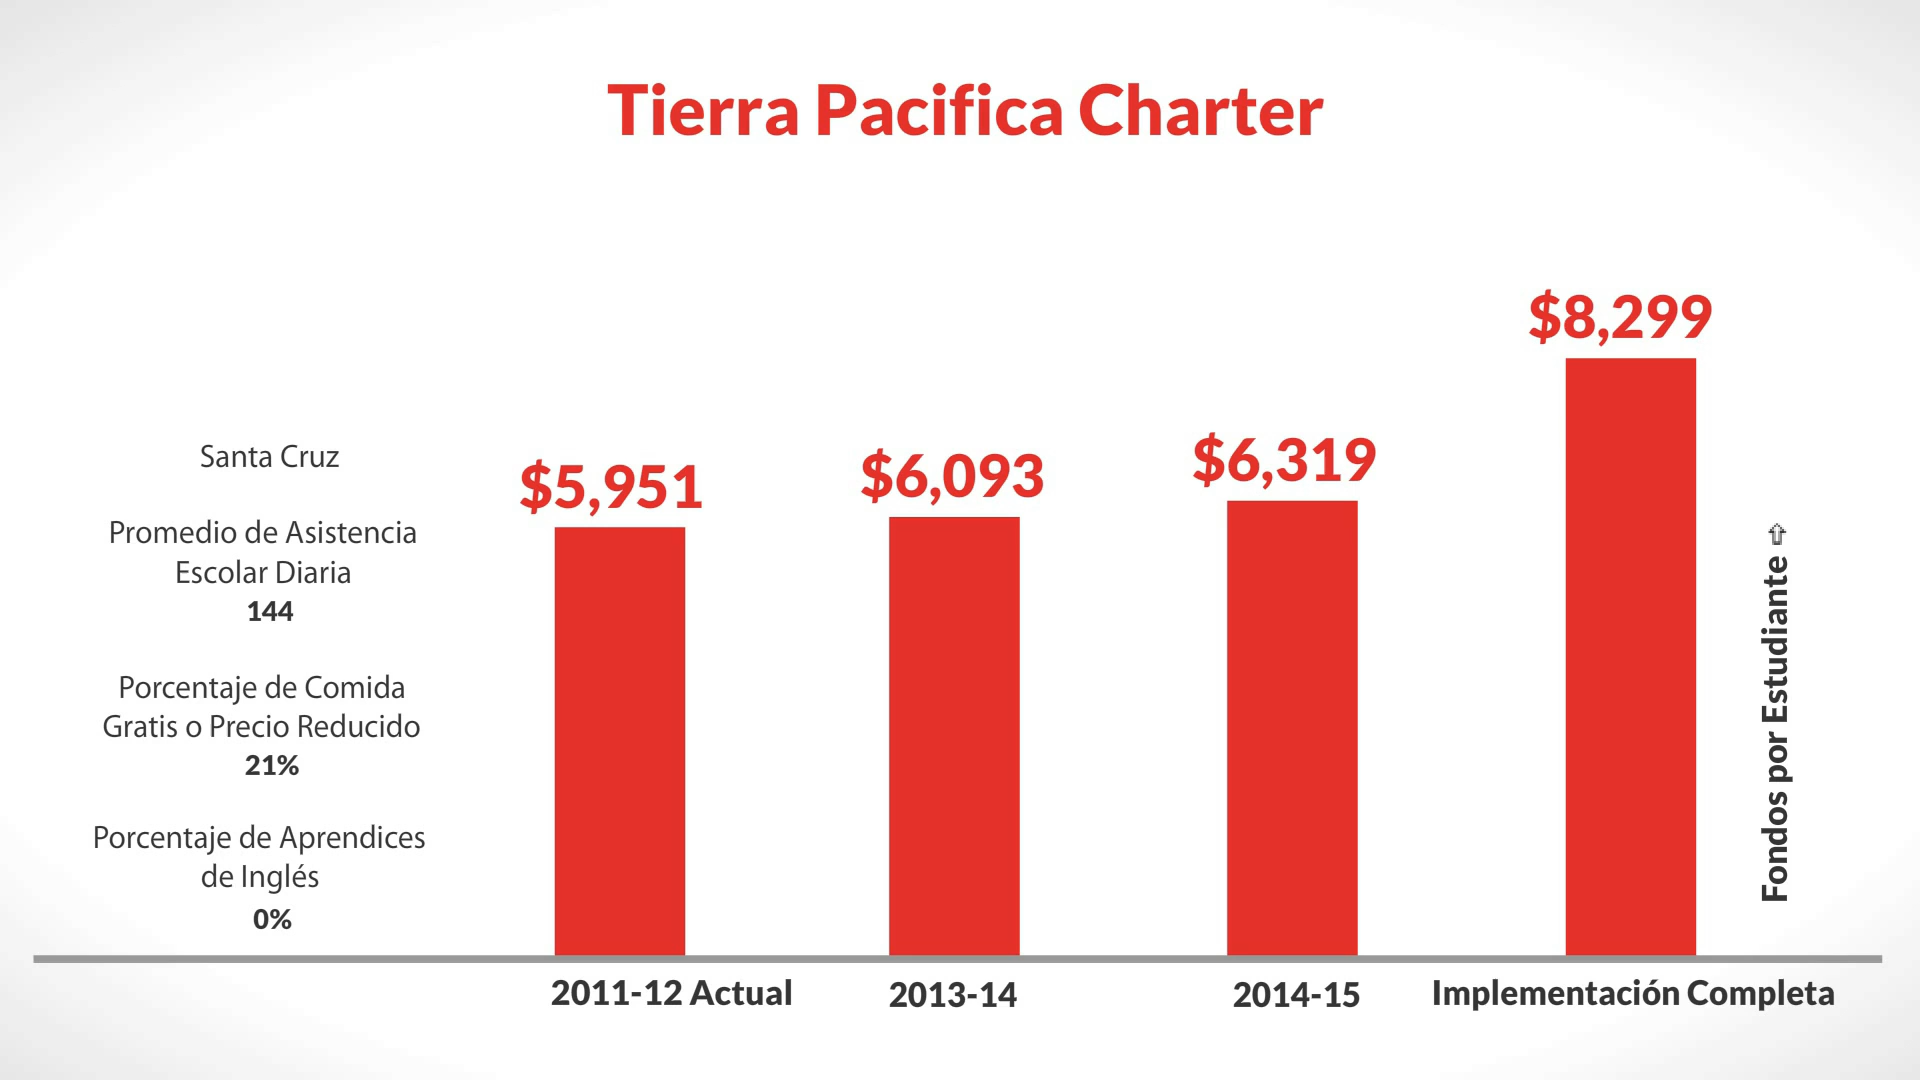 Tierra Pacifica Charter
Santa Cruz
Promedio de Asistencia
Escolar Diaria
144
Porcentaje de Comida
Gratis o Precio Reducido
21%
Porcentaje de Aprendices
de Inglés
0%
$5,951
$6,093
$6,319
$8,299
Fondos por Estudiante ⇧
2011-12 Actual
2013-14
2014-15
Implementación Completa